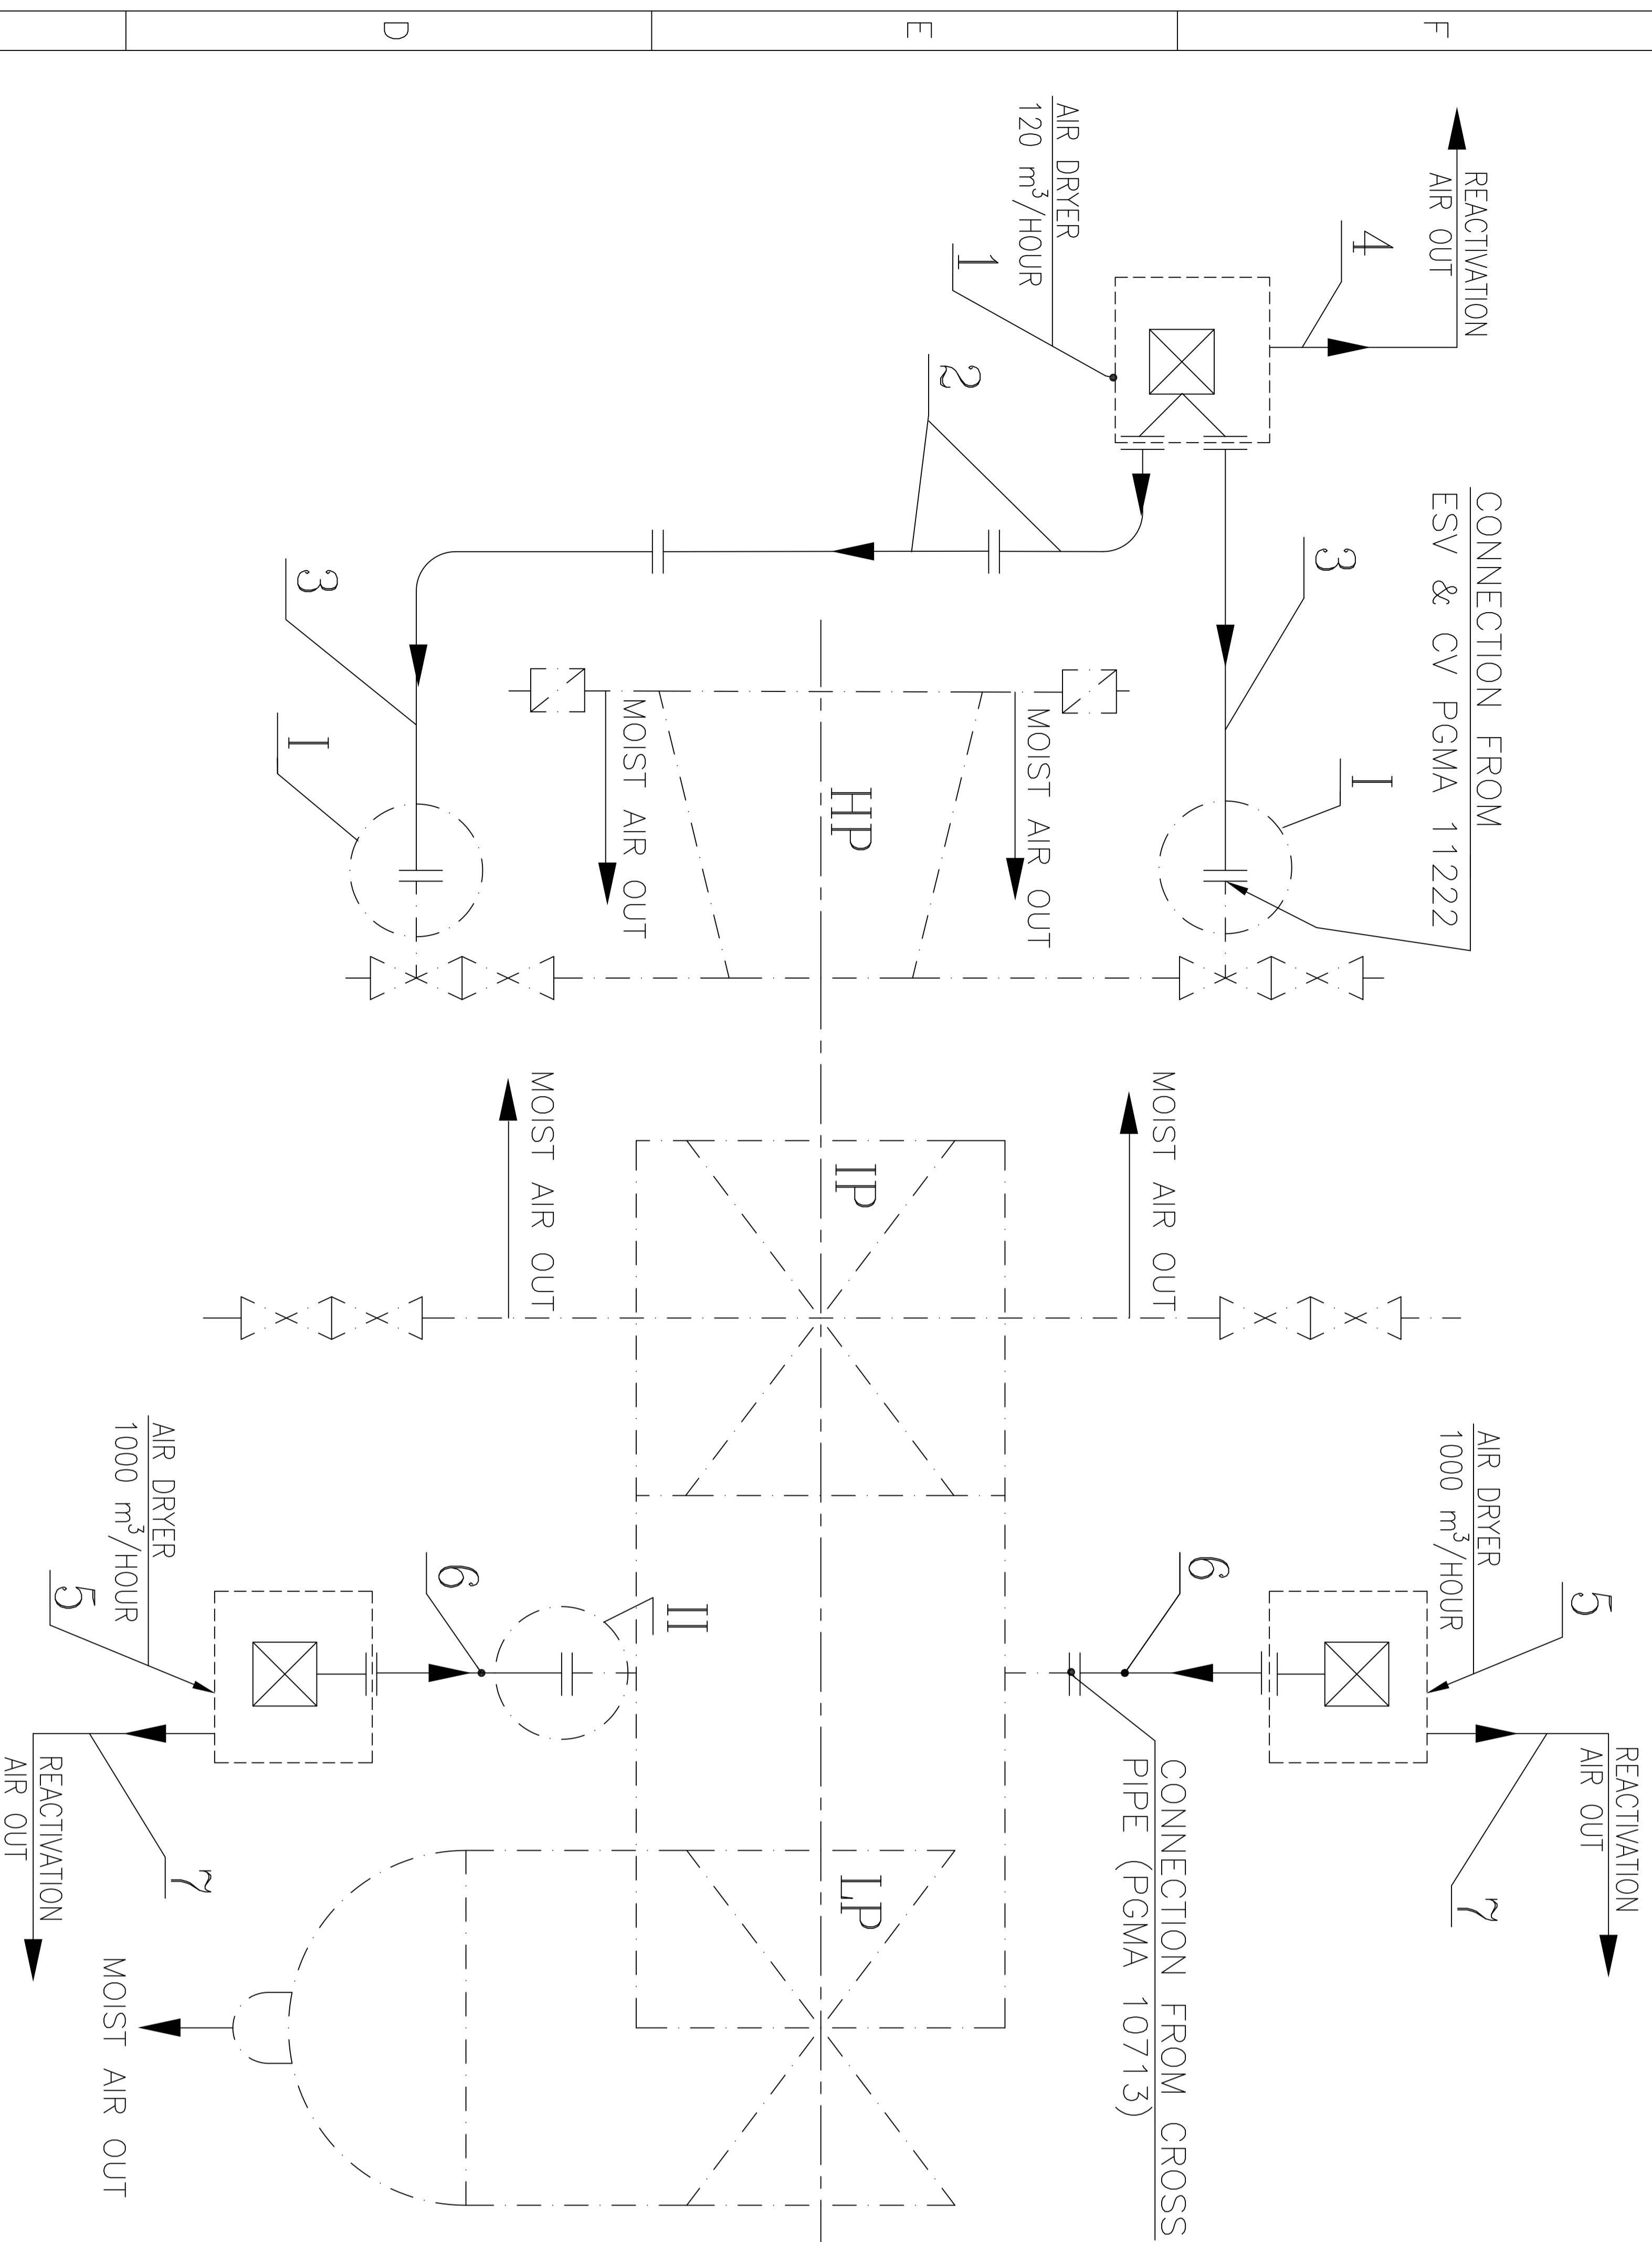 F
E
D
REACTIVATION
AIR OUT
4
AIR DRYER
120 m³/HOUR
1
2
CONNECTION FROM
ESV & CV PGMA 11222
3
3
I
I
MOIST AIR OUT
MOIST AIR OUT
HP
MOIST AIR OUT
MOIST AIR OUT
IP
AIR DRYER
1000 m³/HOUR
5
6
AIR DRYER
1000 m³/HOUR
5
6
II
REACTIVATION
AIR OUT
7
CONNECTION FROM CROSS
PIPE (PGMA 10713)
LP
7
REACTIVATION
AIR OUT
MOIST AIR OUT